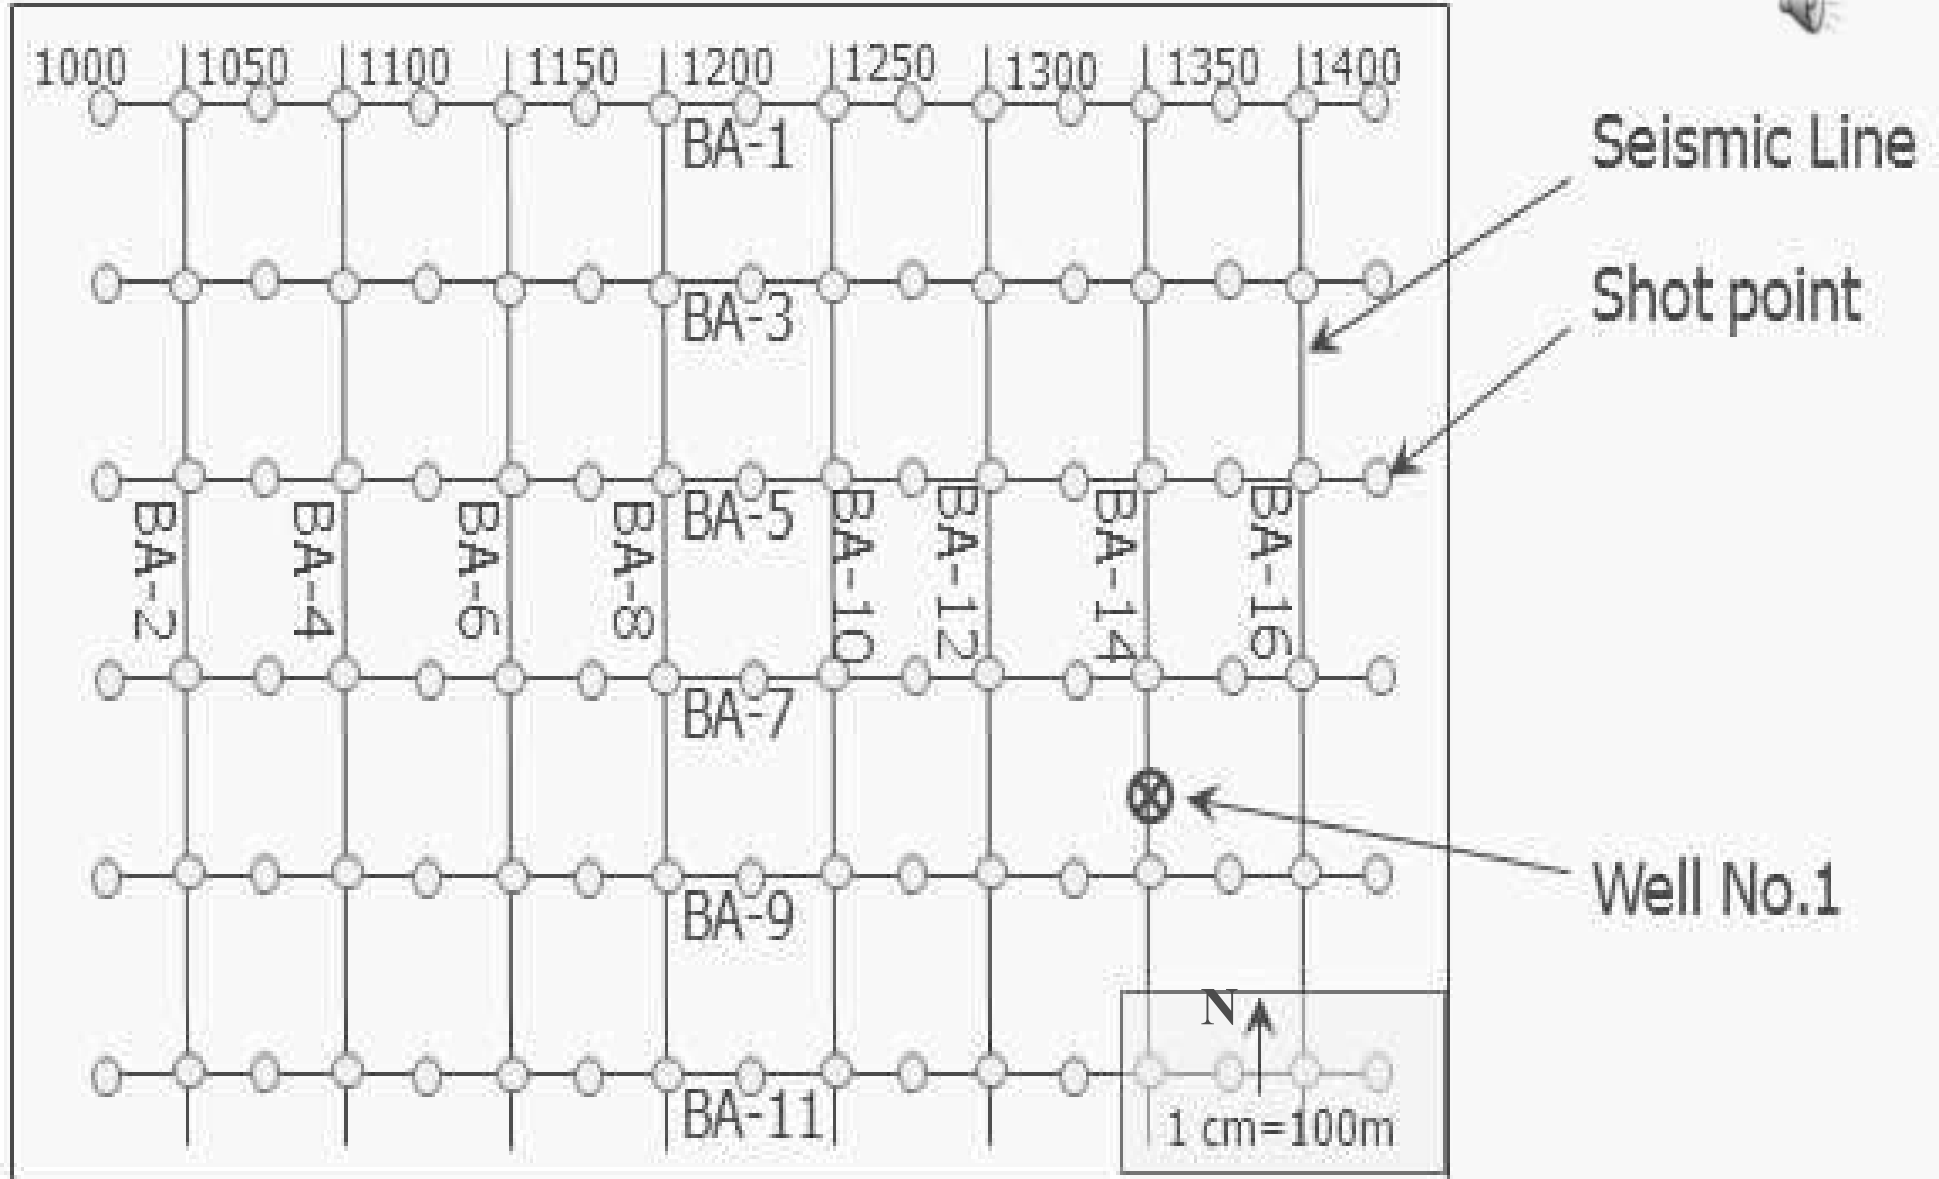 1000 1050 1100 1150 1200 1250 1300 1350 1400
BA-1
Seismic Line
BA-3
Shot point
BA-5
BA-2
BA-4
BA-6
BA-8
BA-10
BA-12
BA-14
BA-16
BA-7
Well No.1
BA-9
N
BA-11
1 cm=100m